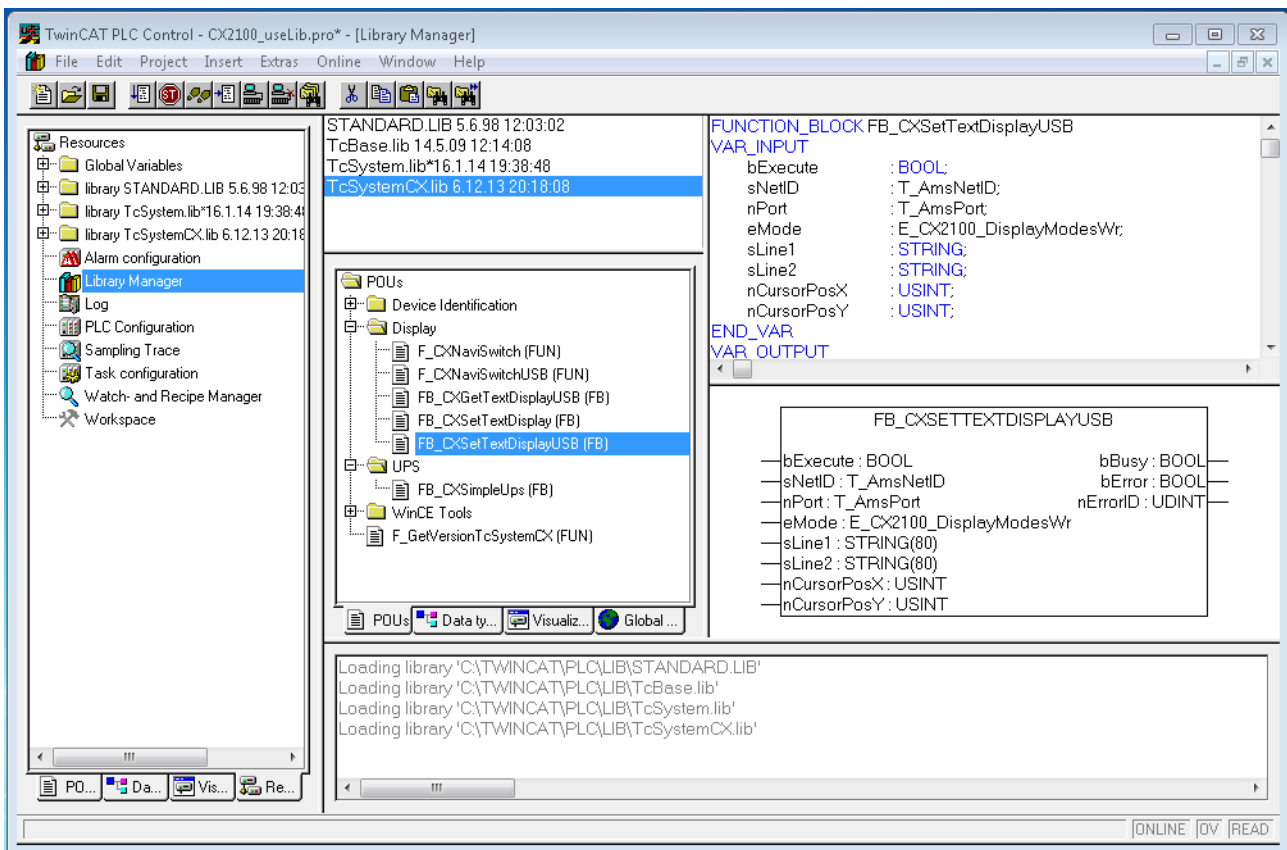 TwinCAT PLC Control - CX2100_useLib.pro* - [Library Manager]
File Edit Project Insert Extras Online Window Help
Resources
Global Variables
library STANDARD.LIB 5.6.98 12:03
library TcSystem.lib*16.1.14 19:38:4
library TcSystemCX.lib 6.12.13 20:18
Alarm configuration
Library Manager
Log
PLC Configuration
Sampling Trace
Task configuration
Watch- and Recipe Manager
Workspace
PO...
Da...
Vis...
Re...
STANDARD.LIB 5.6.98 12:03:02
TcBase.lib 14.5.09 12:14:08
TcSystem.lib*16.1.14 19:38:48
TcSystemCX.lib 6.12.13 20:18:08
POUs
Device Identification
Display
F_CXNaviSwitch (FUN)
F_CXNaviSwitchUSB (FUN)
FB_CXGetTextDisplayUSB (FB)
FB_CXSetTextDisplay (FB)
FB_CXSetTextDisplayUSB (FB)
UPS
FB_CXSimpleUps (FB)
WinCE Tools
F_GetVersionTcSystemCX (FUN)
POUs
Data ty...
Visualiz...
Global ...
FUNCTION_BLOCK FB_CXSetTextDisplayUSB
VAR_INPUT
bExecute : BOOL;
sNetID : T_AmsNetID;
nPort : T_AmsPort;
eMode : E_CX2100_DisplayModesWr;
sLine1 : STRING;
sLine2 : STRING;
nCursorPosX : USINT;
nCursorPosY : USINT;
END_VAR
VAR_OUTPUT
FB_CXSETTEXTDISPLAYUSB
bExecute : BOOL bBusy : BOOL
sNetID : T_AmsNetID bError : BOOL
nPort : T_AmsPort nErrorID : UDINT
eMode : E_CX2100_DisplayModesWr
sLine1 : STRING(80)
sLine2 : STRING(80)
nCursorPosX : USINT
nCursorPosY : USINT
Loading library 'C:\TWINCAT\PLC\LIB\STANDARD.LIB'
Loading library 'C:\TWINCAT\PLC\LIB\TcBase.lib'
Loading library 'C:\TWINCAT\PLC\LIB\TcSystem.lib'
Loading library 'C:\TWINCAT\PLC\LIB\TcSystemCX.lib'
ONLINE OV READ